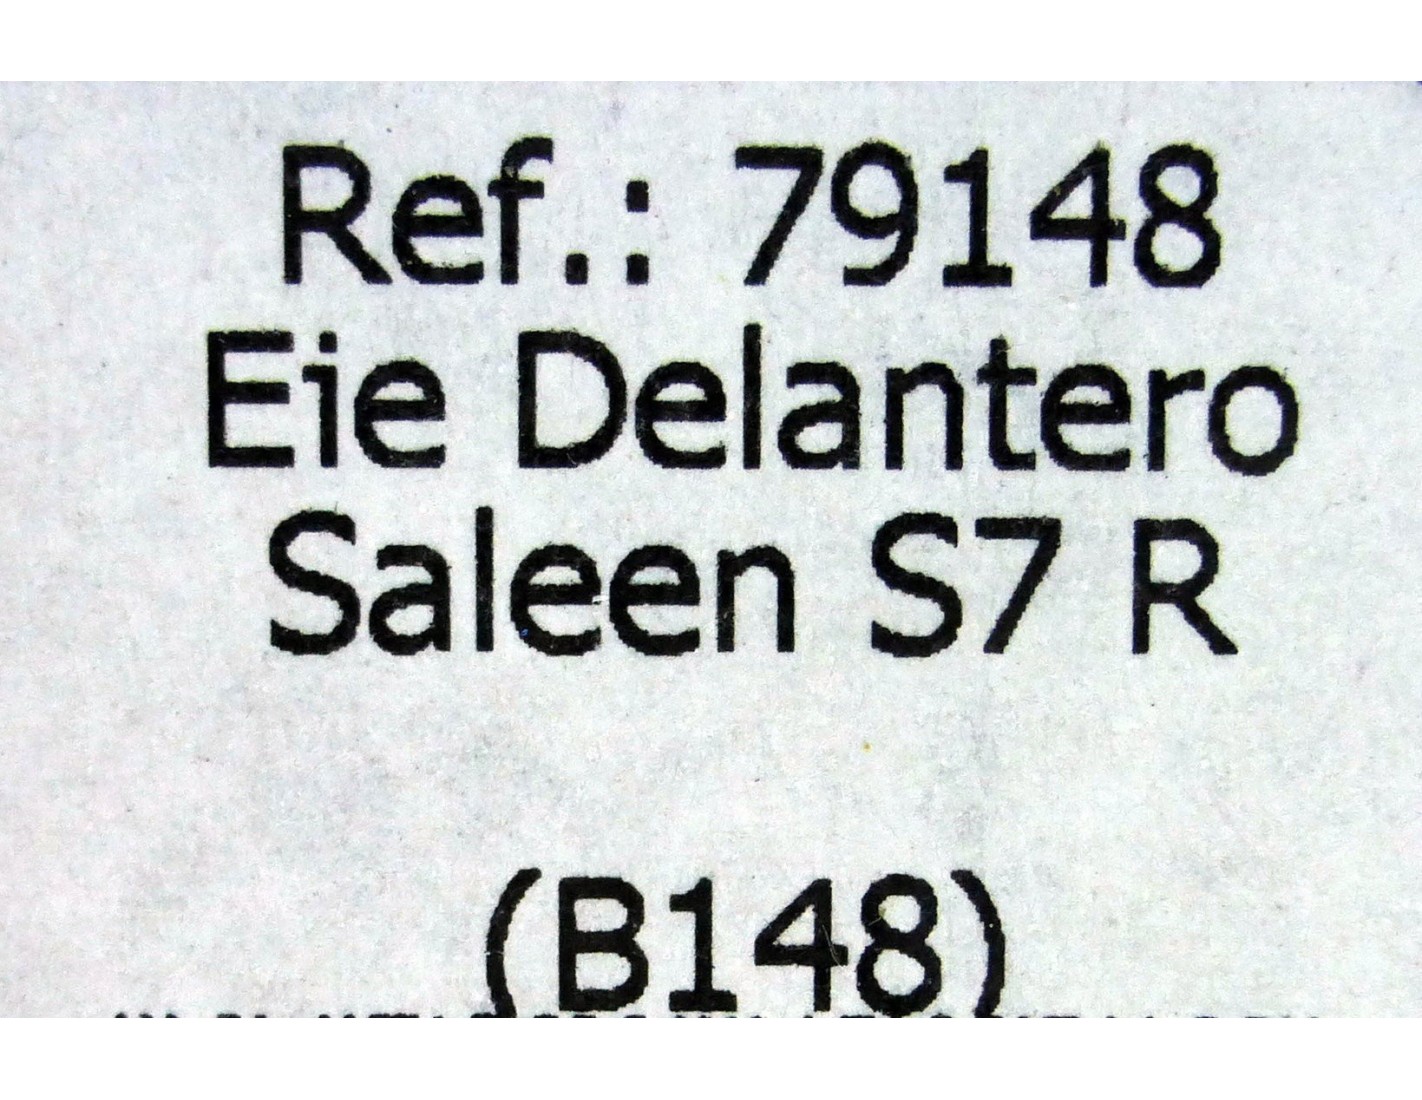 Ref.: 79148
Eie Delantero
Saleen S7 R
(B148)